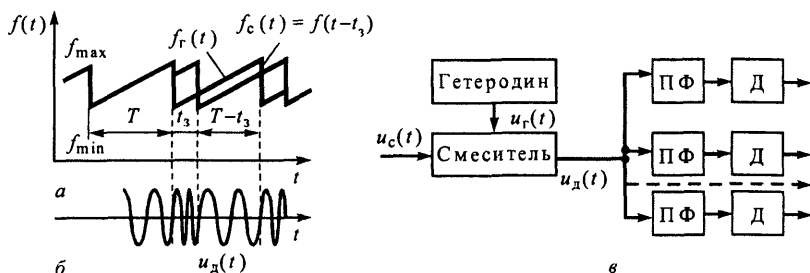 f(t)
f_max
f_г(t)
f_с(t) = f(t–t_з)
T
t_з
T–t_з
f_min
t
а
t
б
u_д(t)
Гетеродин
u_г(t)
u_с(t)
Смеситель
u_д(t)
ПФ
Д
ПФ
Д
ПФ
Д
в